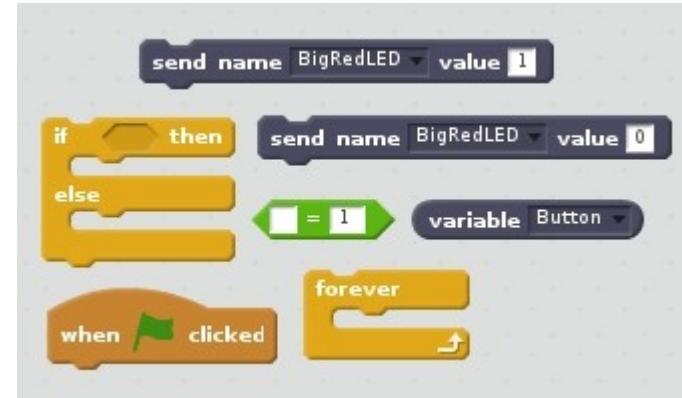 send name BigRedLED value 1
if then
send name BigRedLED value 0
else
= 1
variable Button
forever
when clicked